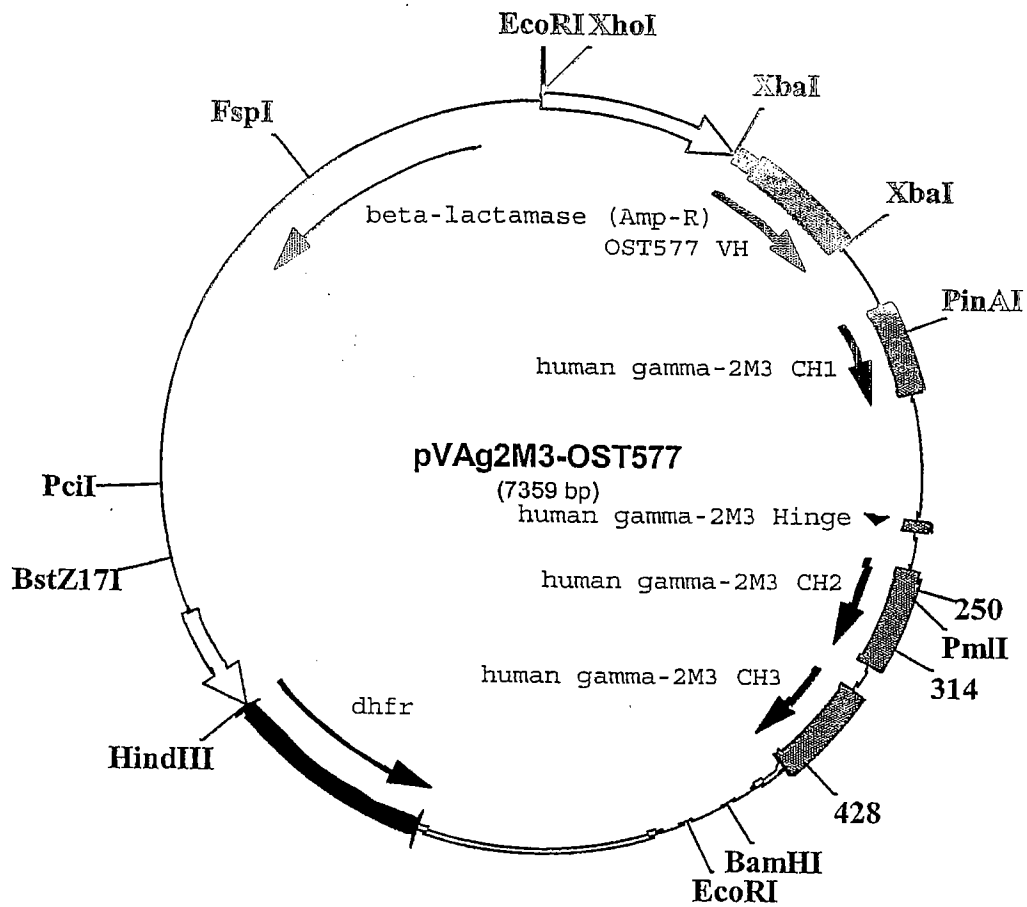 EcoRI XhoI
XbaI
FspI
beta-lactamase (Amp-R)
OST577 VH
XbaI
PinAI
human gamma-2M3 CH1
pVAg2M3-OST577
(7359 bp)
PciI
human gamma-2M3 Hinge
BstZ17I
human gamma-2M3 CH2
250
PmlI
human gamma-2M3 CH3
314
dhfr
HindIII
428
BamHI
EcoRI